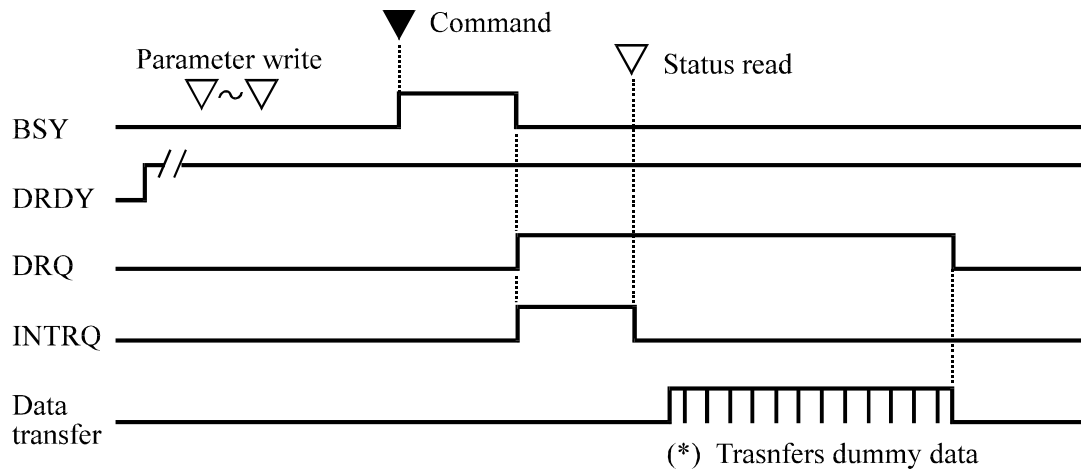 Command
Parameter write
Status read
BSY
DRDY
DRQ
INTRQ
Data
transfer
(*) Trasnfers dummy data